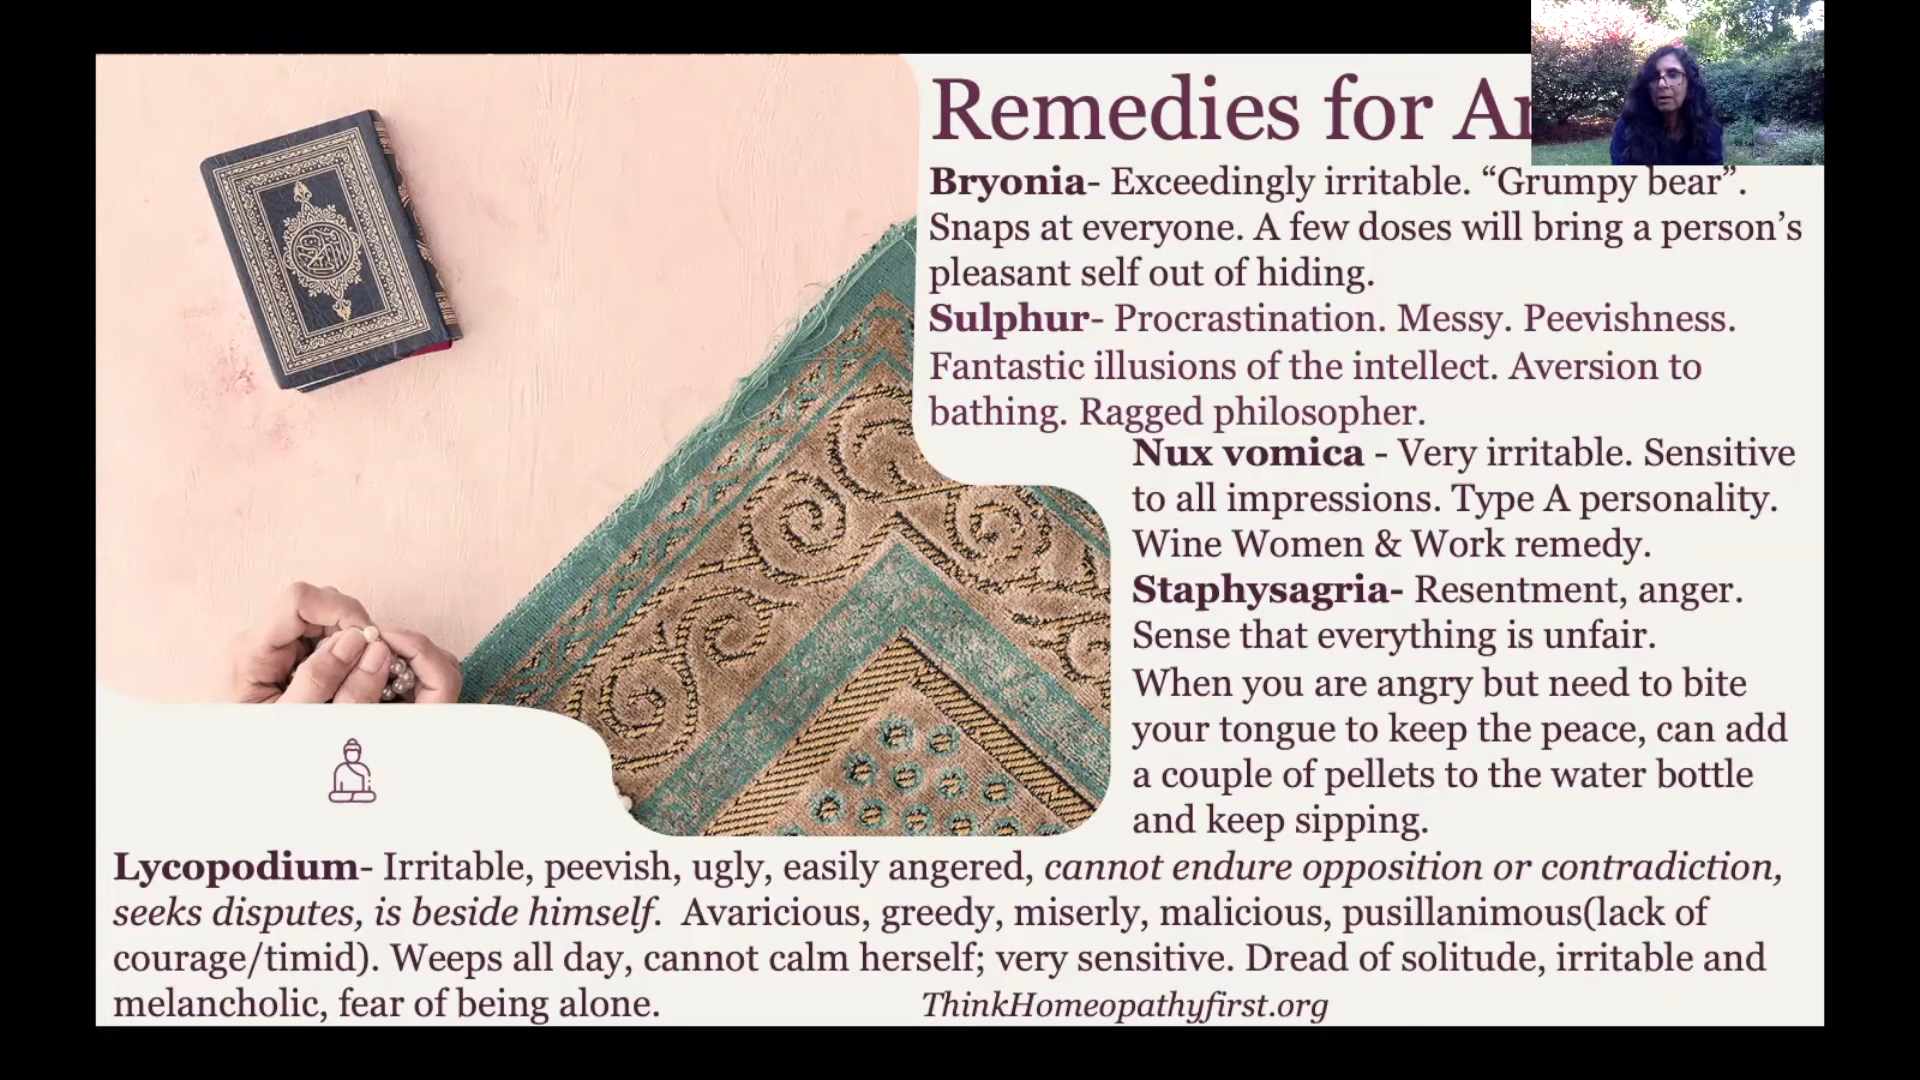 Remedies for
Bryonia- Exceedingly irritable. “Grumpy bear”.
Snaps at everyone. A few doses will bring a person’s
pleasant self out of hiding.
Sulphur- Procrastination. Messy. Peevishness.
Fantastic illusions of the intellect. Aversion to
bathing. Ragged philosopher.
Nux vomica - Very irritable. Sensitive
to all impressions. Type A personality.
Wine Women & Work remedy.
Staphysagria- Resentment, anger.
Sense that everything is unfair.
When you are angry but need to bite
your tongue to keep the peace, can add
a couple of pellets to the water bottle
and keep sipping.
Lycopodium- Irritable, peevish, ugly, easily angered, cannot endure opposition or contradiction,
seeks disputes, is beside himself. Avaricious, greedy, miserly, malicious, pusillanimous(lack of
courage/timid). Weeps all day, cannot calm herself; very sensitive. Dread of solitude, irritable and
melancholic, fear of being alone.
ThinkHomeopathyfirst.org